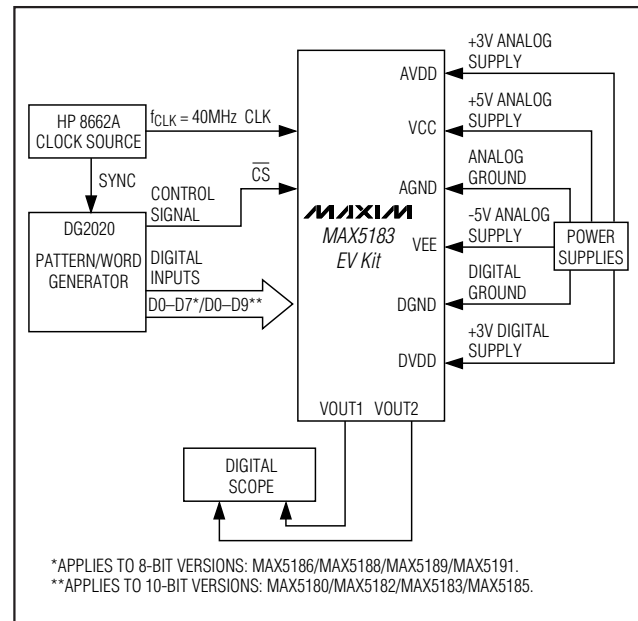 HP 8662A
CLOCK SOURCE
fCLK = 40MHz CLK
SYNC
DG2020
PATTERN/WORD
GENERATOR
CONTROL
SIGNAL
CS
DIGITAL
INPUTS
D0–D7*/D0–D9**
MAXIM
MAX5183
EV Kit
AVDD
VCC
AGND
VEE
DGND
DVDD
VOUT1 VOUT2
+3V ANALOG
SUPPLY
+5V ANALOG
SUPPLY
ANALOG
GROUND
-5V ANALOG
SUPPLY
DIGITAL
GROUND
+3V DIGITAL
SUPPLY
POWER
SUPPLIES
DIGITAL
SCOPE
*APPLIES TO 8-BIT VERSIONS: MAX5186/MAX5188/MAX5189/MAX5191.
**APPLIES TO 10-BIT VERSIONS: MAX5180/MAX5182/MAX5183/MAX5185.